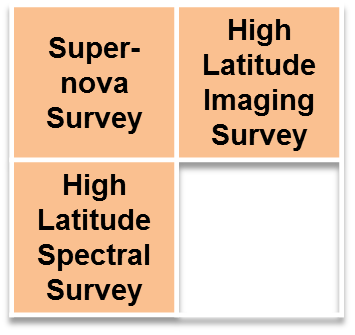 Super-
nova
Survey
High
Latitude
Imaging
Survey
High
Latitude
Spectral
Survey